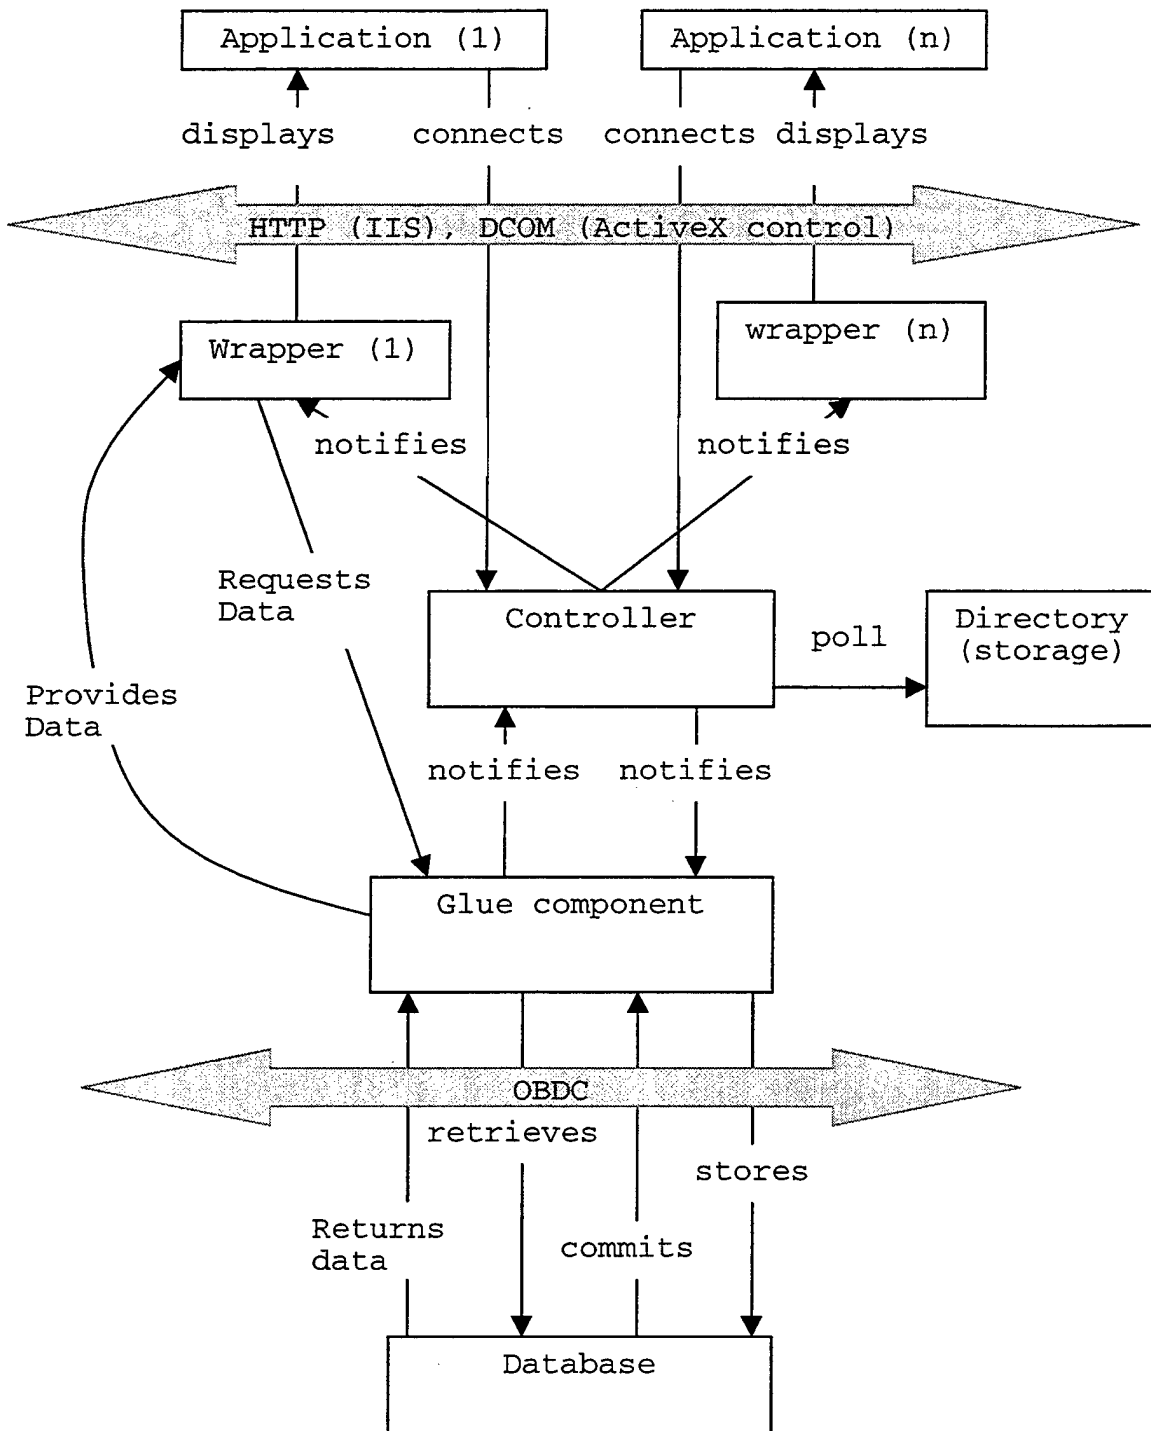 Application (1)
Application (n)
displays
connects
connects
displays
HTTP (IIS), DCOM (ActiveX control)
Wrapper (1)
wrapper (n)
notifies
notifies
Requests
Data
Controller
poll
Directory
(storage)
Provides
Data
notifies
notifies
Glue component
OBDC
retrieves
stores
Returns
data
commits
Database